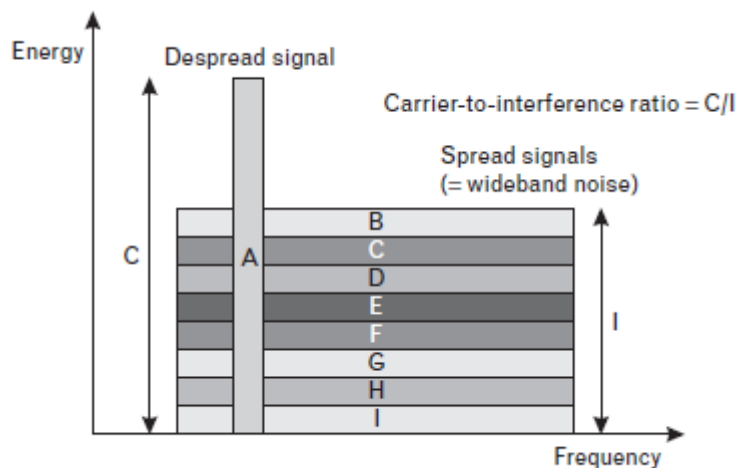 Energy
Despread signal
Carrier-to-interference ratio = C/I
Spread signals
(= wideband noise)
B
C
D
E
F
G
H
I
A
C
I
Frequency